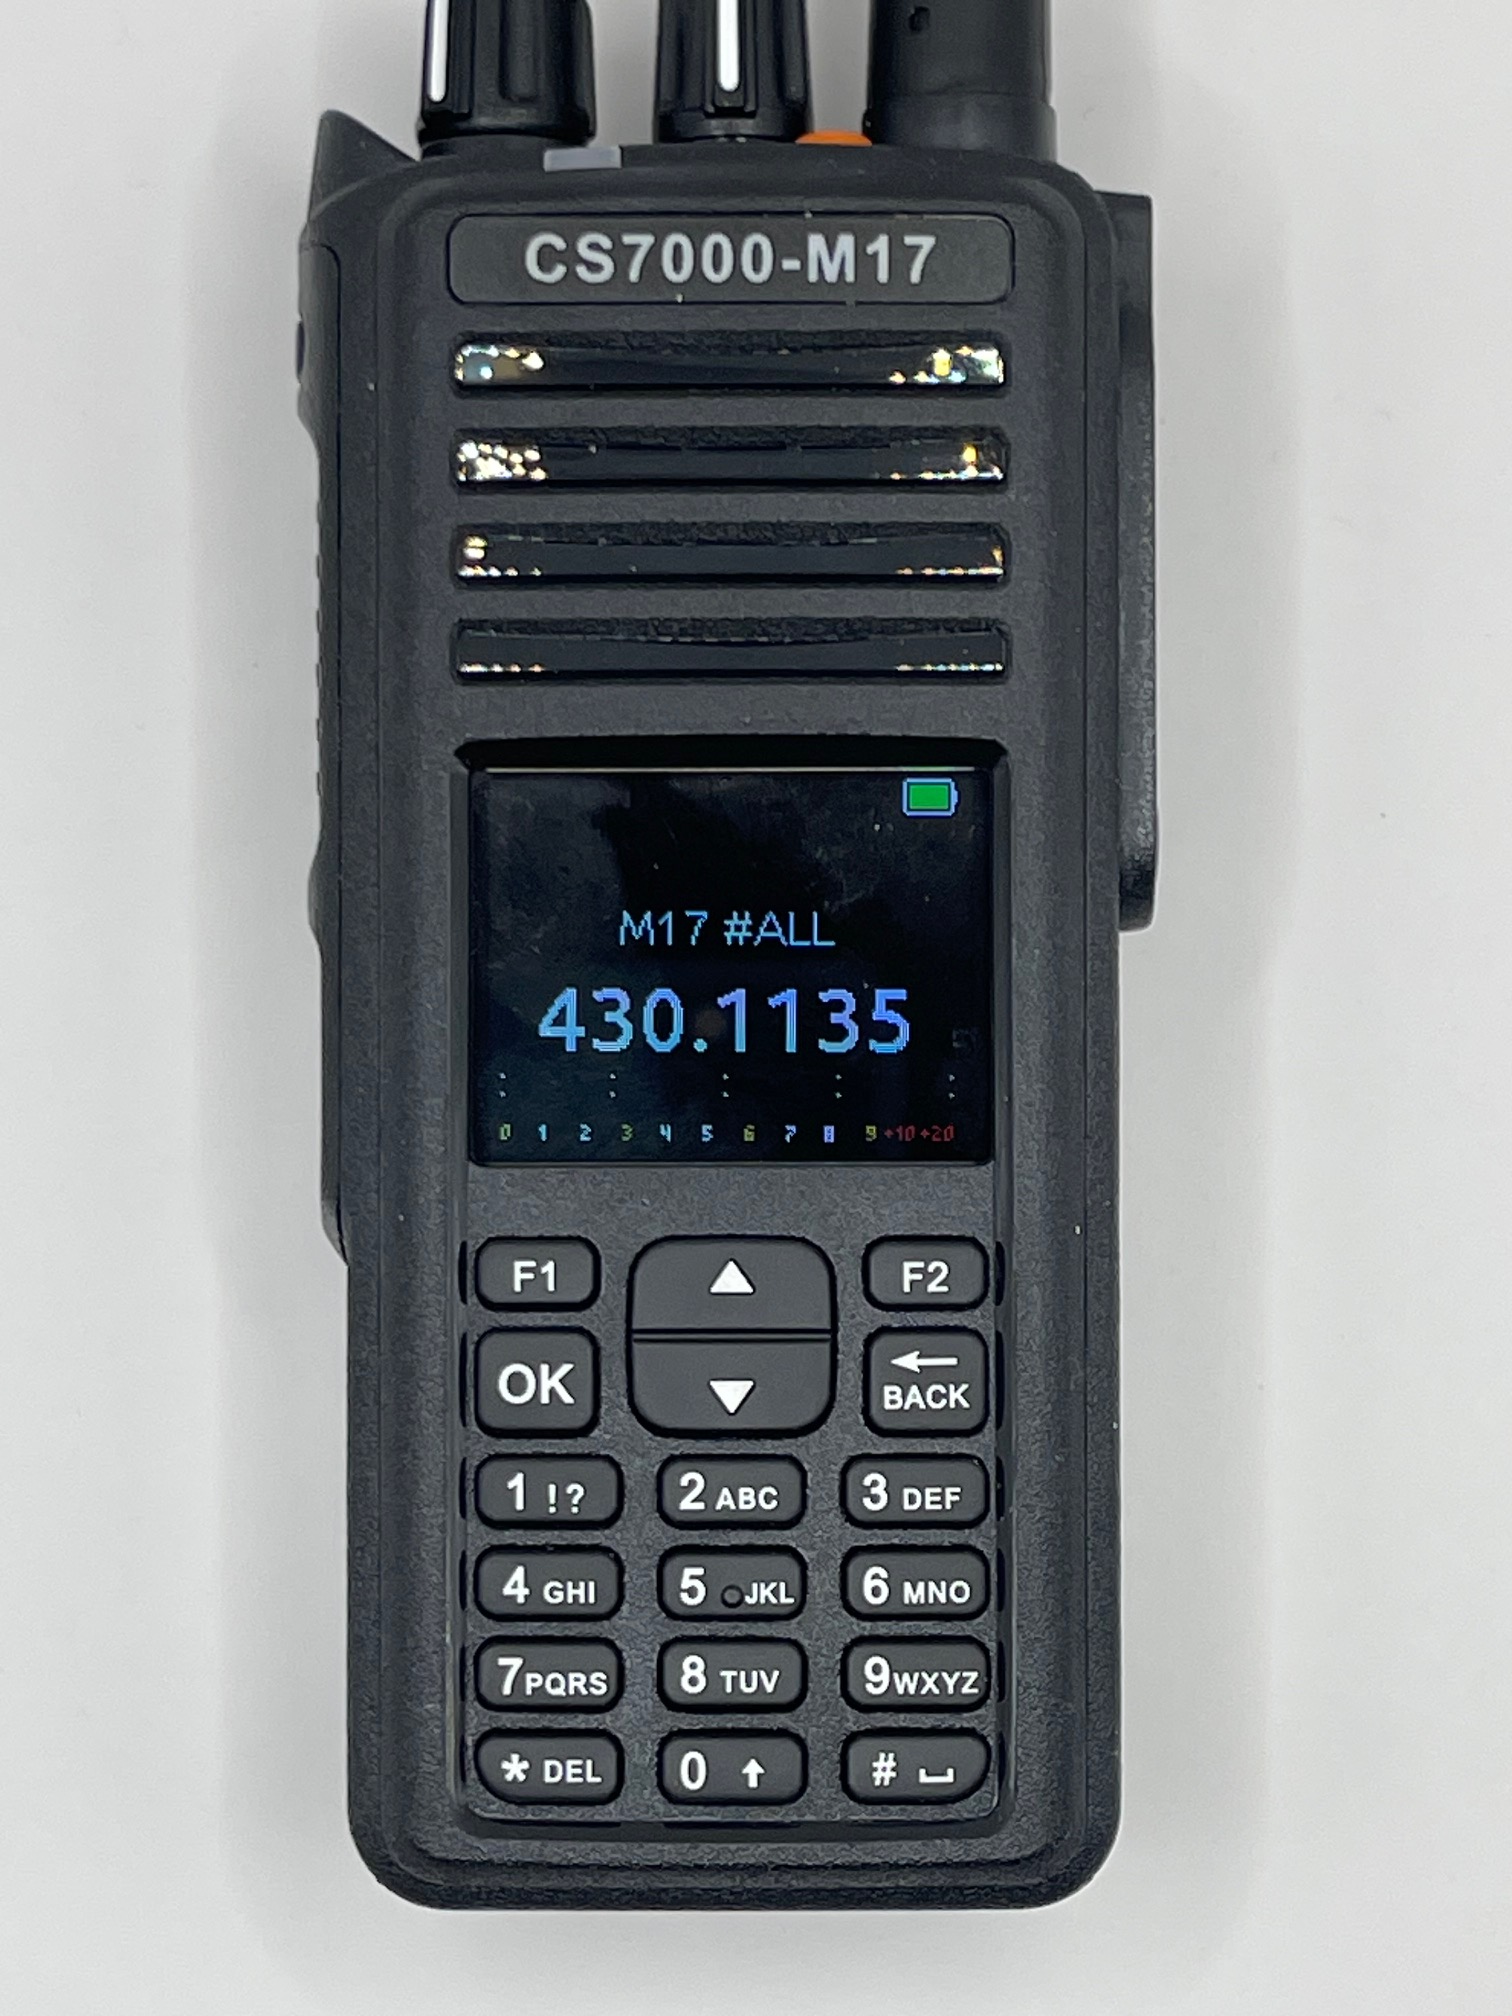 CS7000-M17
M17 #ALL
430.1135
0 1 2 3 4 5 6 7 8 9 +10 +20
F1 F2
OK BACK
1 !? 2 ABC 3 DEF
4 GHI 5 JKL 6 MNO
7PQRS 8 TUV 9WXYZ
* DEL 0 #